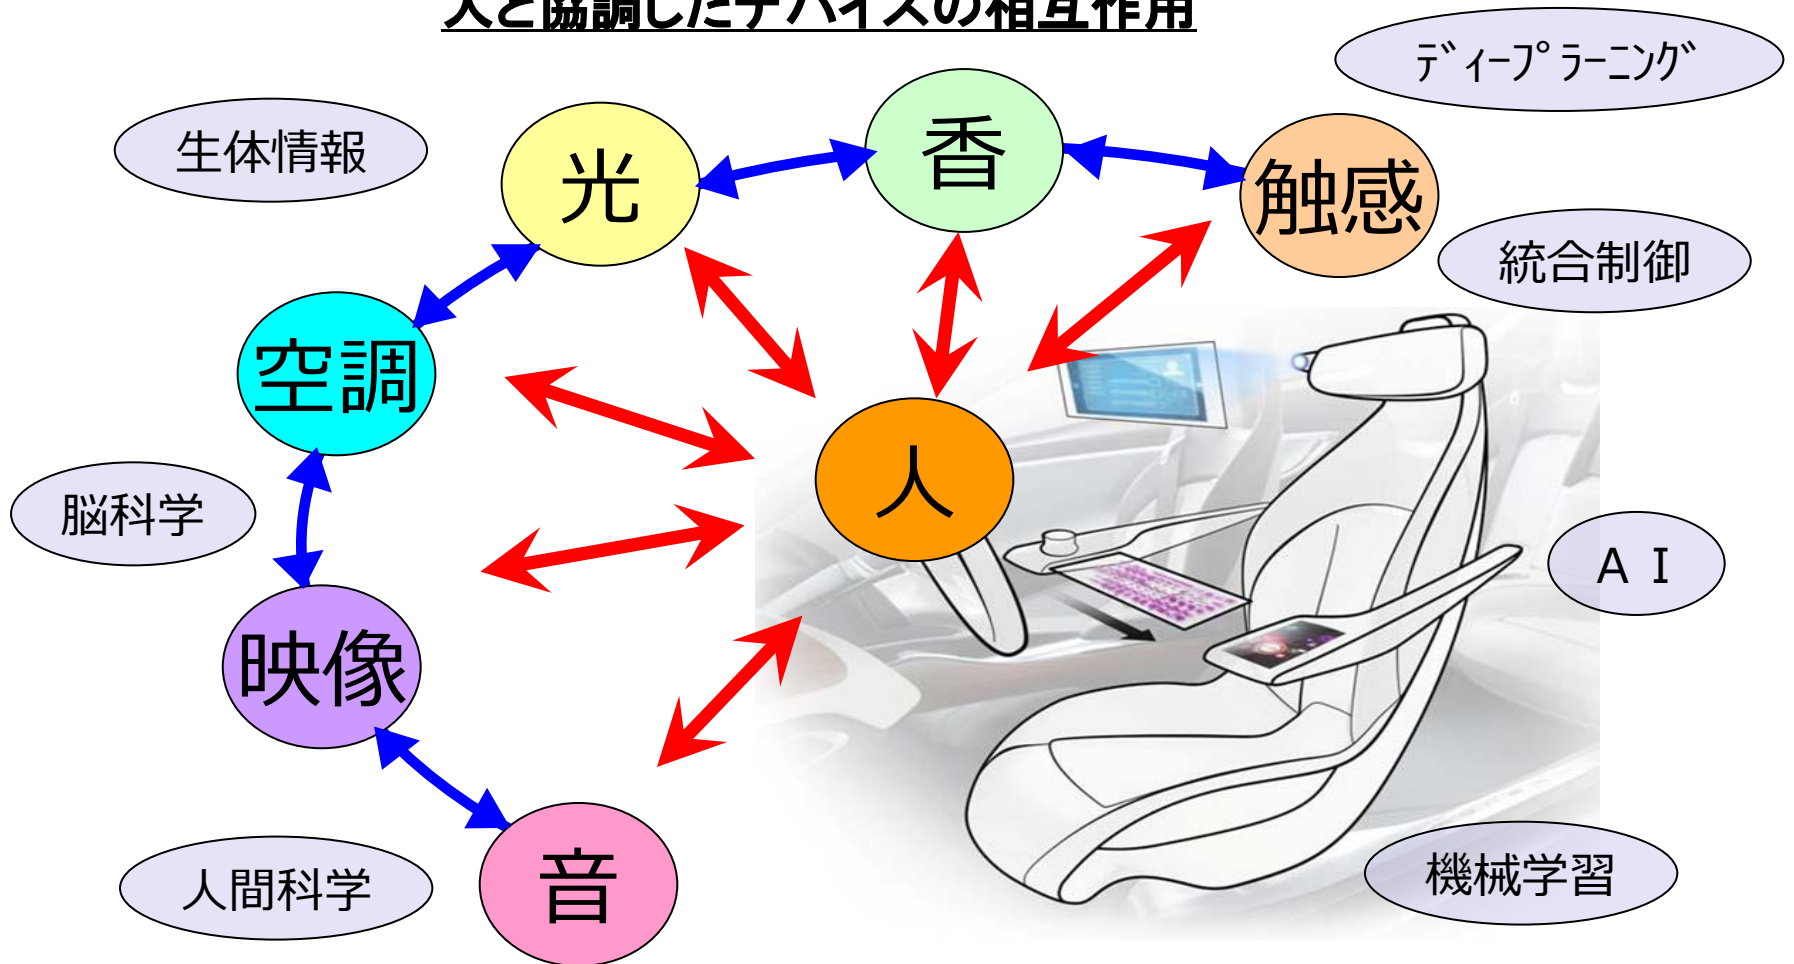 人と協調したデバイスの相互作用
ﾃﾞｨｰﾌﾟﾗｰﾆﾝｸﾞ
生体情報
光
香
触感
統合制御
空調
人
脳科学
ＡＩ
映像
人間科学
音
機械学習